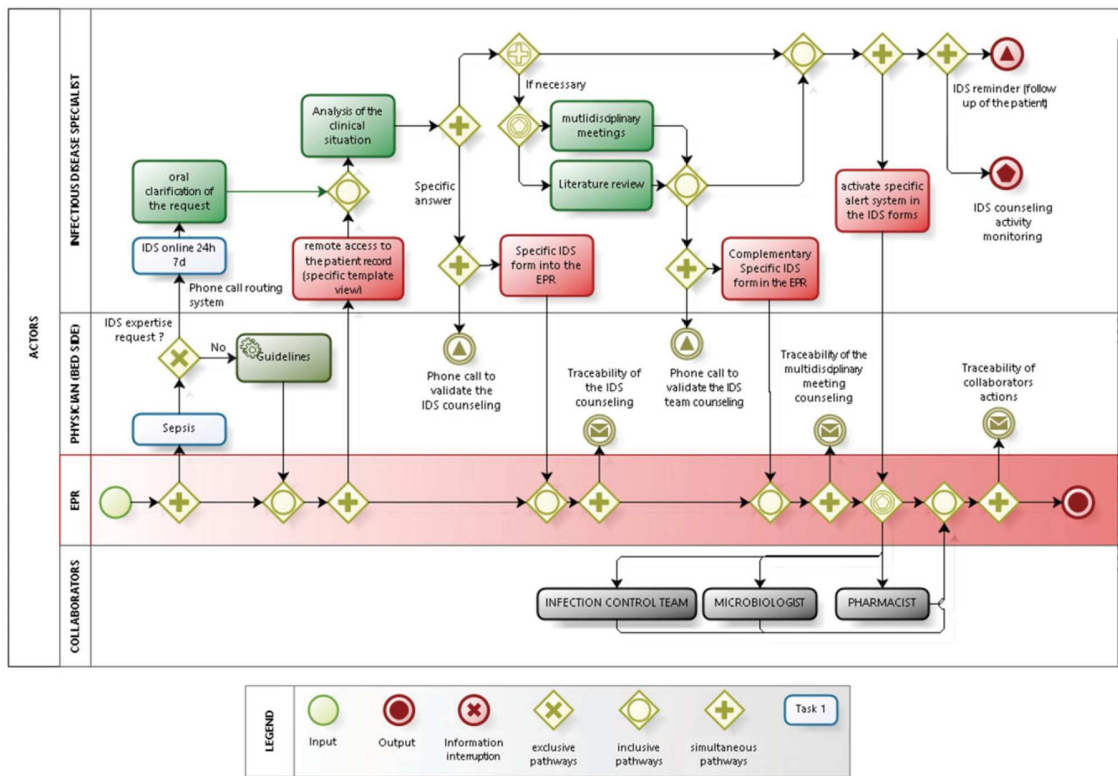 ACTORS
INFECTIOUS DISEASE SPECIALIST
If necessary
IDS reminder (follow
up of the patient)
Analysis of the
clinical
situation
mutlidisciplinary
meetings
Literature review
oral
clarification of
the request
Specific
answer
activate specific
alert system in
the IDS forms
IDS counseling
activity
monitoring
IDS online 24h
7d
remote access to
the patient record
(specific template
view)
Specific IDS
form into the
EPR
Complementary
Specific IDS
form in the EPR
Phone call routing
system
PHYSICIAN (BED SIDE)
IDS expertise
request ?
No
Guidelines
Sepsis
Phone call to
validate the
IDS counseling
Traceability of
the IDS
counseling
Phone call to
validate the IDS
team counseling
Traceability of the
multidisciplinary
meeting counseling
Traceability of
collaborators
actions
EPR
COLLABORATORS
INFECTION CONTROL TEAM
MICROBIOLOGIST
PHARMACIST
LEGEND
Input
Output
Information
interruption
exclusive
pathways
inclusive
pathways
simultaneous
pathways
Task 1